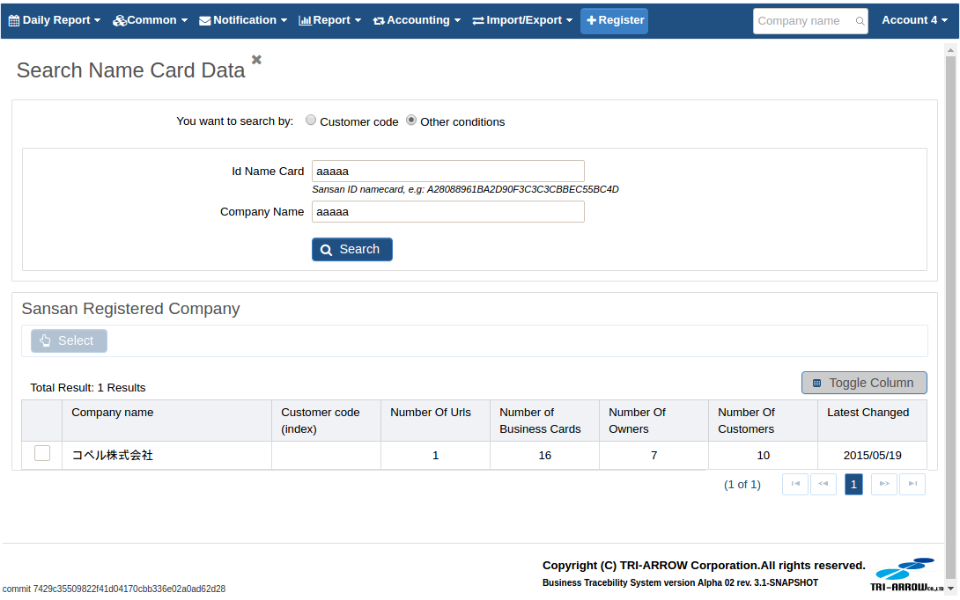 Daily Report Common Notification Report Accounting Import/Export Register Company name Account 4
Search Name Card Data
You want to search by: Customer code Other conditions
Id Name Card aaaaa
Sansan ID namecard, e.g: A28088961BA2D90F3C3C3CBBEC55BC4D
Company Name aaaaa
Search
Sansan Registered Company
Select
Total Result: 1 Results Toggle Column
Company name Customer code Number Of Urls Number of Number Of Number Of Latest Changed
(index) Business Cards Owners Customers
コペル株式会社 1 16 7 10 2015/05/19
(1 of 1) 1
Copyright (C) TRI-ARROW Corporation.All rights reserved.
Business Tracebility System version Alpha 02 rev. 3.1-SNAPSHOT
TRI-ARROW CO.,LTD
commit 7429c35509822f41d04170cbb336e02a0ad62d28